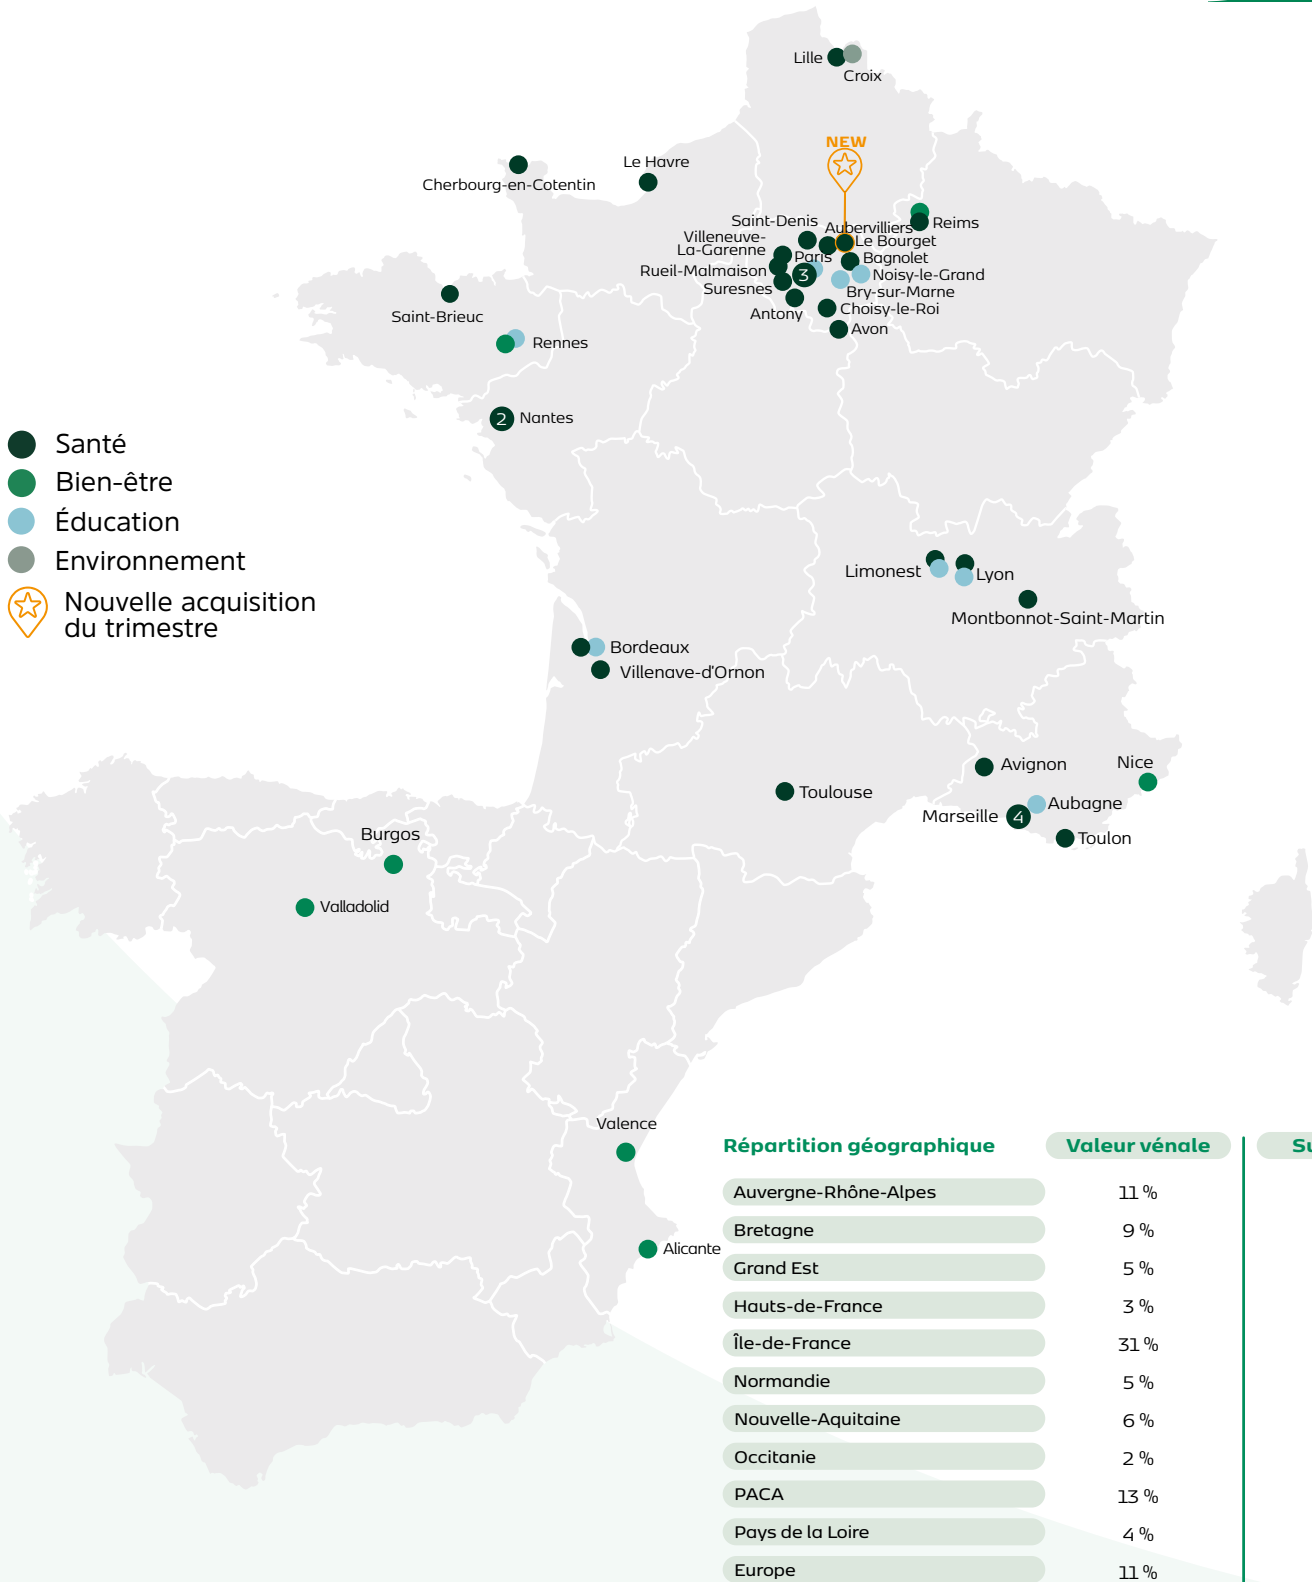 Lille
Croix
NEW
Le Havre
Cherbourg-en-Cotentin
Saint-Denis
Aubervilliers
Reims
Villeneuve-
La-Garenne
Le Bourget
Paris
Bagnolet
Rueil-Malmaison
3
Noisy-le-Grand
Suresnes
Bry-sur-Marne
Antony
Choisy-le-Roi
Saint-Brieuc
Avon
Rennes
2
Nantes
Santé
Bien-être
Éducation
Environnement
Nouvelle acquisition
du trimestre
Limonest
Lyon
Montbonnot-Saint-Martin
Bordeaux
Villenave-d'Ornon
Avignon
Nice
Toulouse
Aubagne
Marseille
4
Toulon
Burgos
Valladolid
Valence
Alicante
Répartition géographique Valeur vénale
Auvergne-Rhône-Alpes 11 %
Bretagne 9 %
Grand Est 5 %
Hauts-de-France 3 %
Île-de-France 31 %
Normandie 5 %
Nouvelle-Aquitaine 6 %
Occitanie 2 %
PACA 13 %
Pays de la Loire 4 %
Europe 11 %